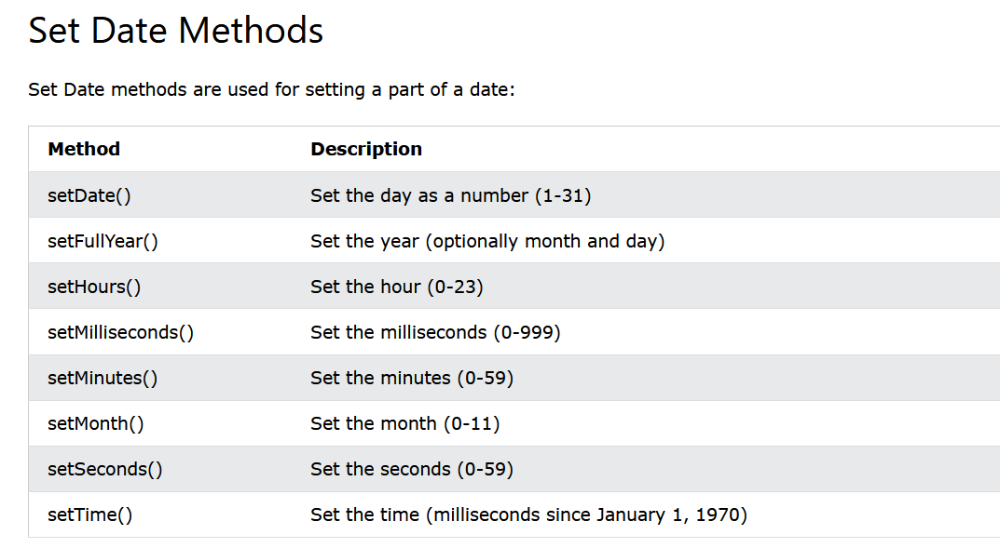 Set Date Methods
Set Date methods are used for setting a part of a date:
Method Description
setDate() Set the day as a number (1-31)
setFullYear() Set the year (optionally month and day)
setHours() Set the hour (0-23)
setMilliseconds() Set the milliseconds (0-999)
setMinutes() Set the minutes (0-59)
setMonth() Set the month (0-11)
setSeconds() Set the seconds (0-59)
setTime() Set the time (milliseconds since January 1, 1970)